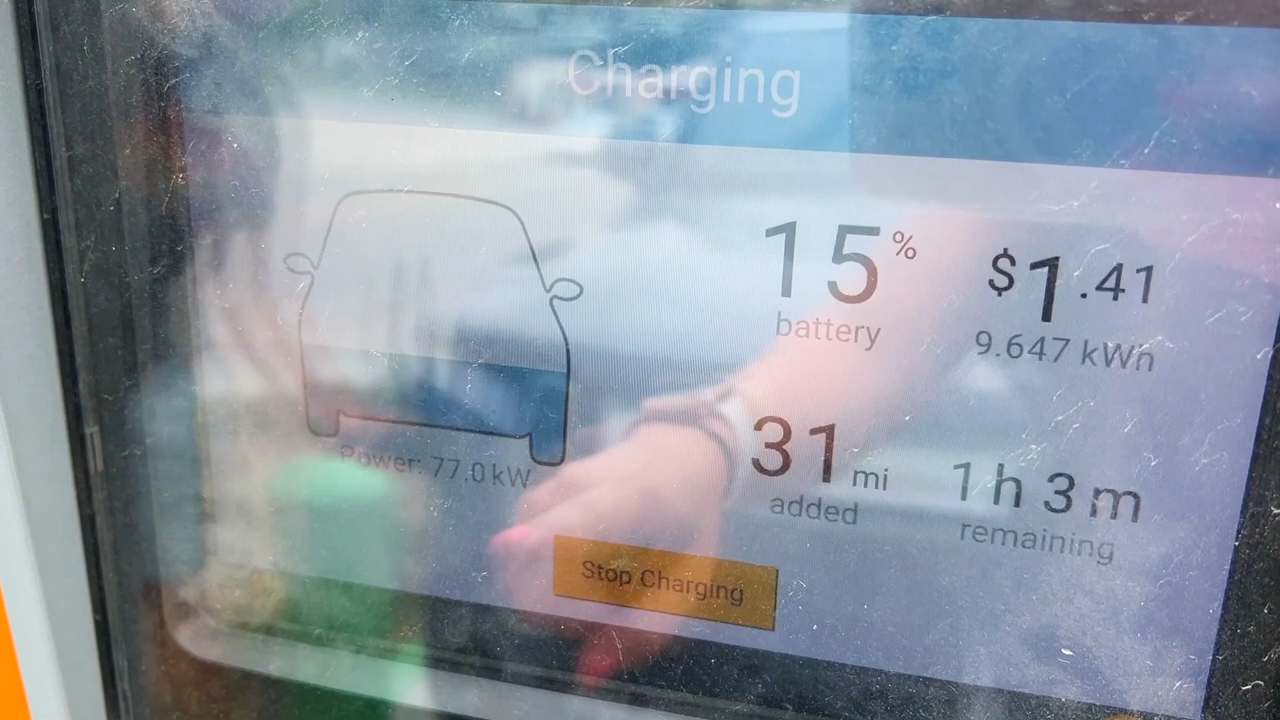 Charging
15%
battery
$1.41
9.647 kWh
Power: 77.0 kW
31 mi
added
1 h 3 m
remaining
Stop Charging